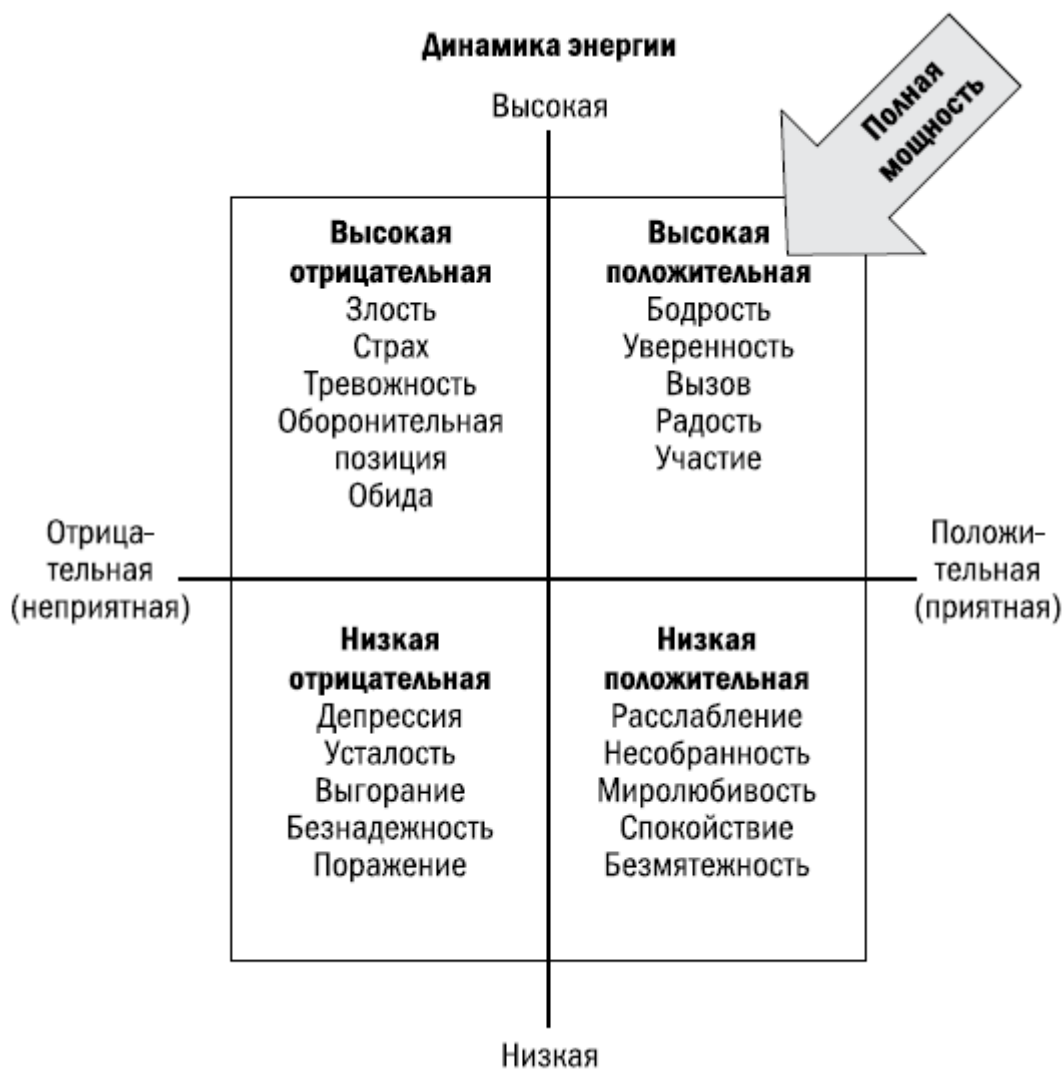 Динамика энергии
Высокая
Полная
мощность
Высокая
отрицательная
Злость
Страх
Тревожность
Оборонительная
позиция
Обида
Высокая
положительная
Бодрость
Уверенность
Вызов
Радость
Участие
Отрица-
тельная
(неприятная)
Положи-
тельная
(приятная)
Низкая
отрицательная
Депрессия
Усталость
Выгорание
Безнадежность
Поражение
Низкая
положительная
Расслабление
Несобранность
Миролюбивость
Спокойствие
Безмятежность
Низкая